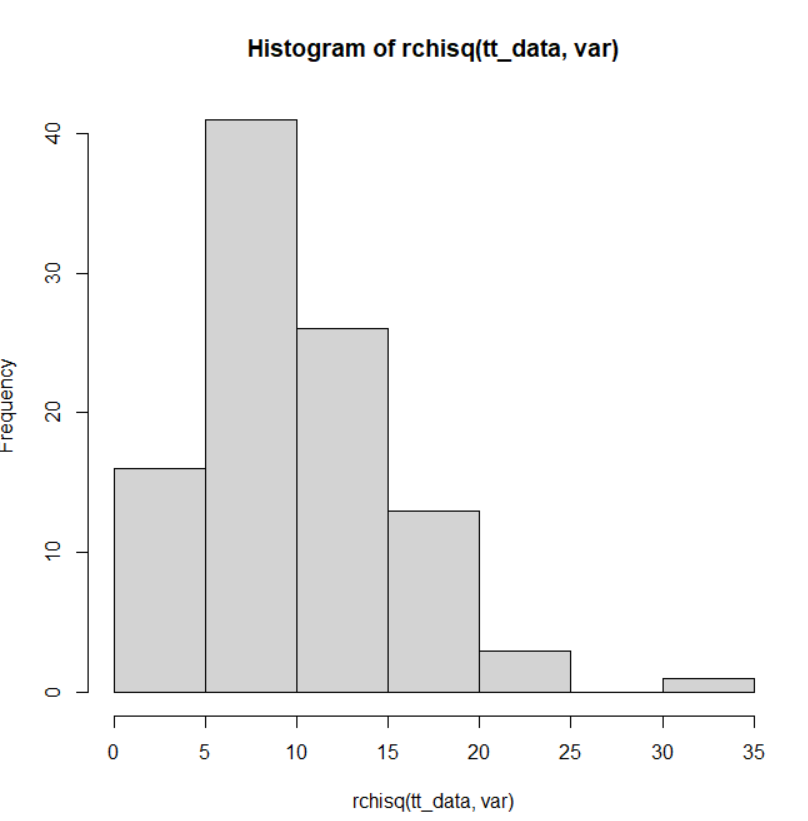 Histogram of rchisq(tt_data, var)
40
30
20
10
0
Frequency
0 5 10 15 20 25 30 35
rchisq(tt_data, var)